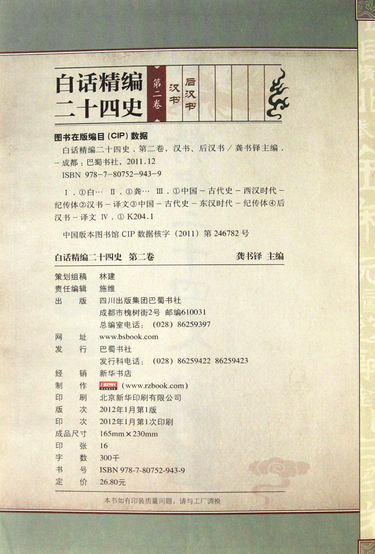 白话精编
二十四史
第二卷
汉书
后汉书
图书在版编目(CIP)数据
白话精编二十四史.第二卷,汉书、后汉书/龚书铎主编.
-成都:巴蜀书社,2011.12
ISBN 978-7-80752-943-9
Ⅰ.①白… Ⅱ.①龚… Ⅲ.①中国-古代史-西汉时代-
纪传体②汉书-译文③中国-古代史-东汉时代-纪传体④后
汉书-译文 Ⅳ.①K204.1
中国版本图书馆CIP数据核字(2011)第246782号
白话精编二十四史 第二卷 龚书铎 主编
策划组稿 林建
责任编辑 施维
出 版 四川出版集团巴蜀书社
成都市槐树街2号 邮编610031
总编室电话:(028)86259397
网 址 www.bsbook.com
发 行 巴蜀书社
发行科电话:(028)86259422 86259423
经 销 新华书店
制 作 (www.rzbook.com)
印 刷 北京新华印刷有限公司
版 次 2012年1月第1版
印 次 2012年1月第1次印刷
成品尺寸 165mm×230mm
印 张 16
字 数 300千
书 号 ISBN 978-7-80752-943-9
定 价 26.80元
本书如有印装质量问题,请与工厂调换